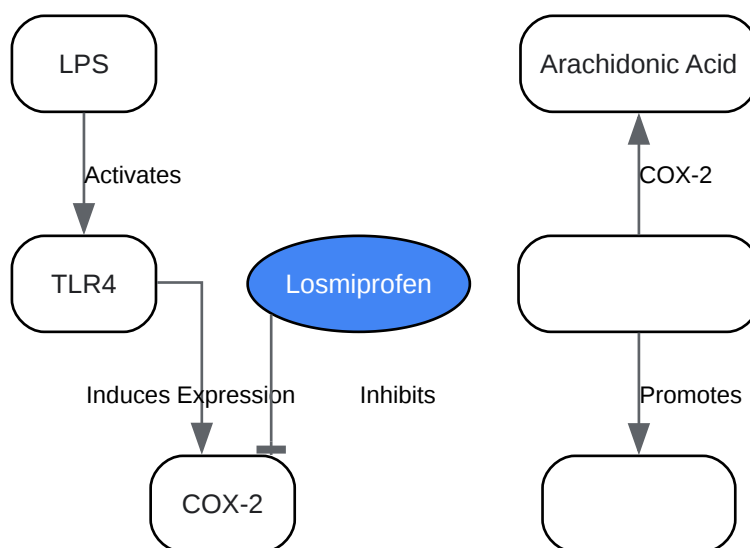 LPS
Arachidonic Acid
Activates
COX-2
TLR4
Losmiprofen
Induces Expression
Inhibits
Promotes
COX-2